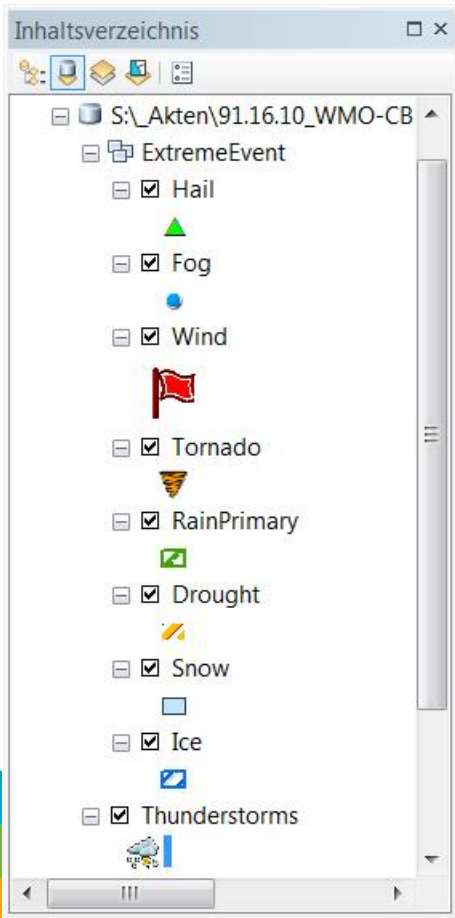 Inhaltsverzeichnis
S:\_Akten\91.16.10_WMO-CB
ExtremeEvent
Hail
Fog
Wind
Tornado
RainPrimary
Drought
Snow
Ice
Thunderstorms